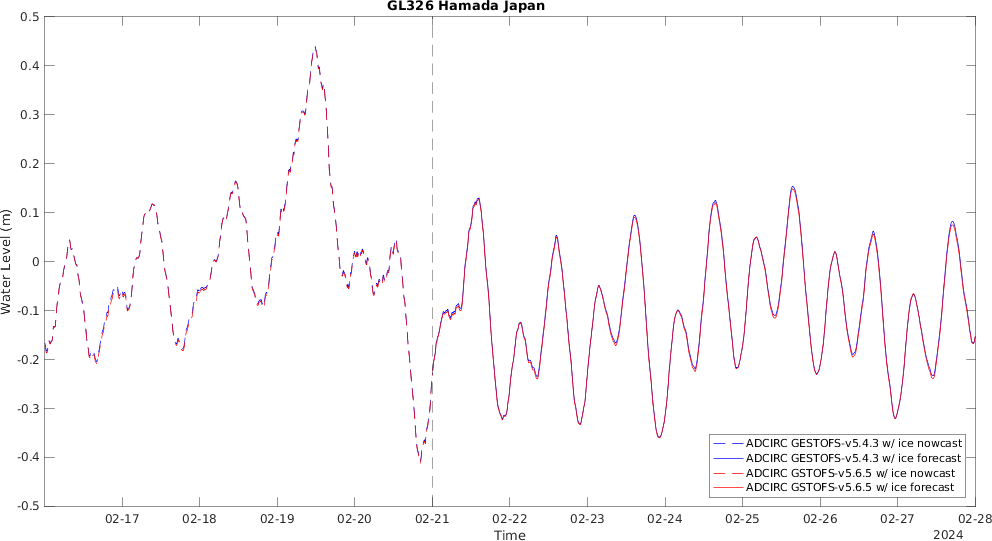 GL326 Hamada Japan
0.5
0.4
0.3
0.2
0.1
0
-0.1
-0.2
-0.3
-0.4
-0.5
Water Level (m)
ADCIRC GESTOFS-v5.4.3 w/ ice nowcast
ADCIRC GESTOFS-v5.4.3 w/ ice forecast
ADCIRC GSTOFS-v5.6.5 w/ ice nowcast
ADCIRC GSTOFS-v5.6.5 w/ ice forecast
02-17 02-18 02-19 02-20 02-21 02-22 02-23 02-24 02-25 02-26 02-27 02-28
Time
2024